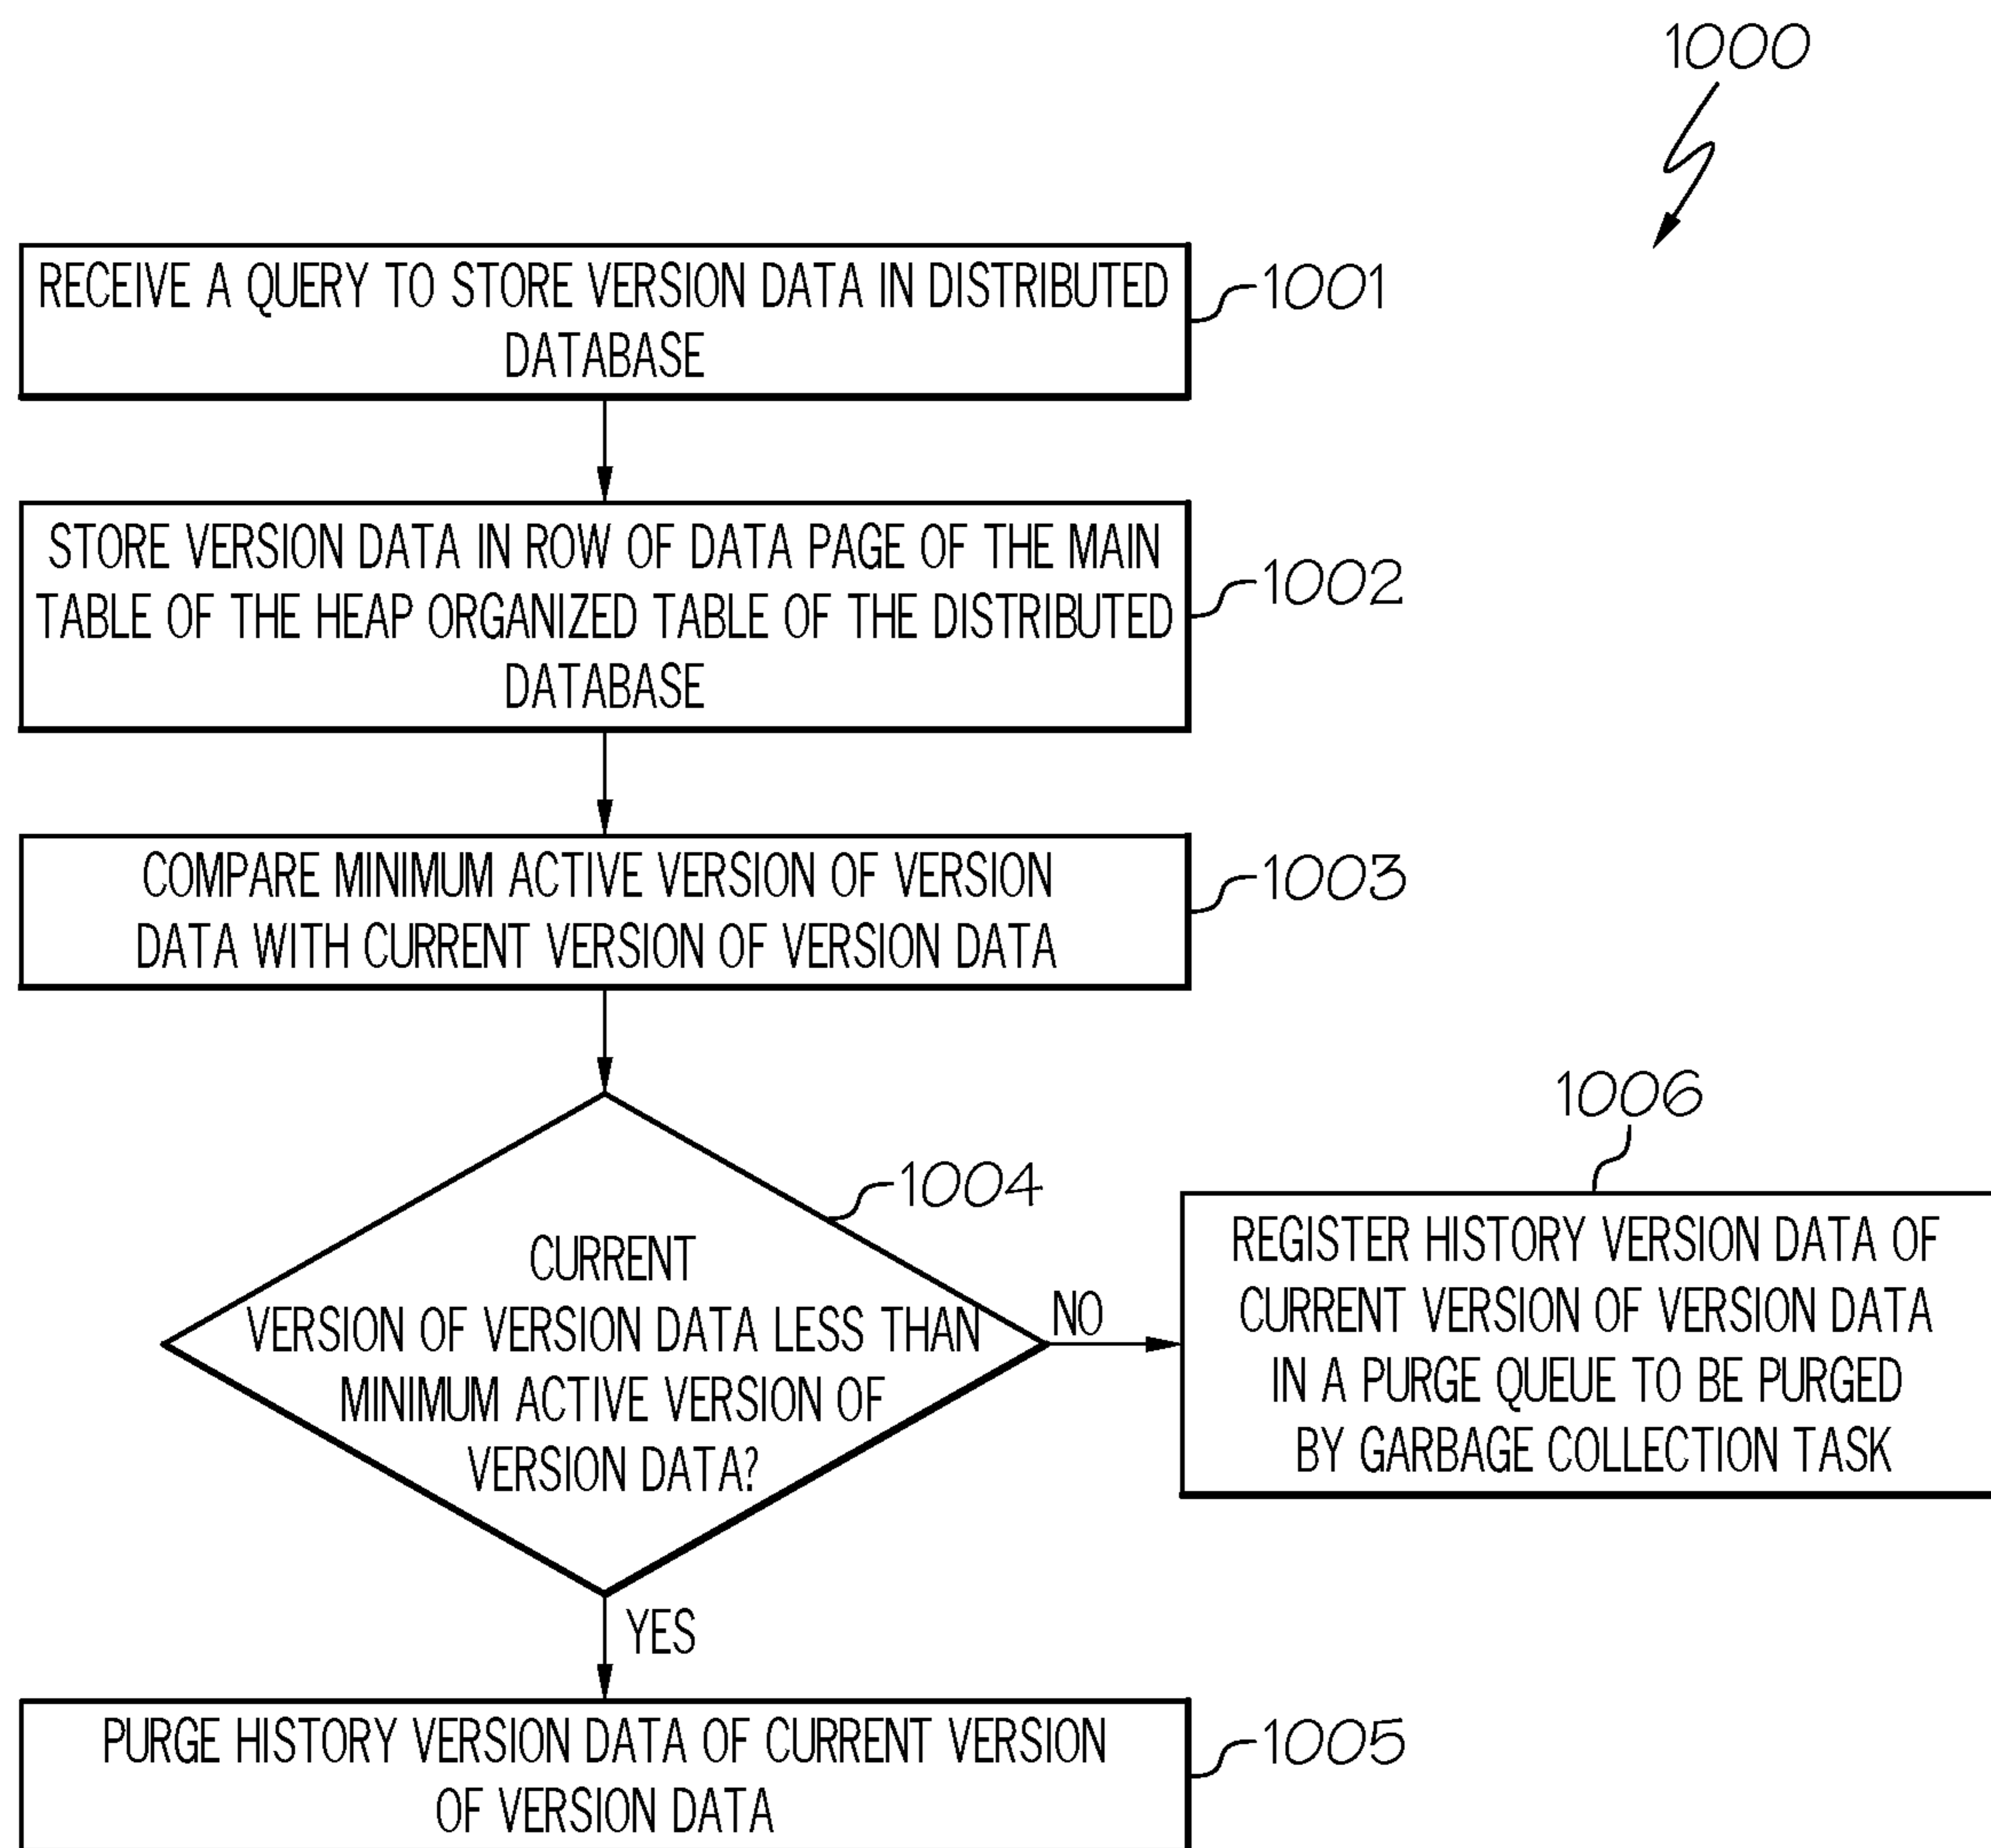 1000
RECEIVE A QUERY TO STORE VERSION DATA IN DISTRIBUTED
DATABASE
1001
STORE VERSION DATA IN ROW OF DATA PAGE OF THE MAIN
TABLE OF THE HEAP ORGANIZED TABLE OF THE DISTRIBUTED
DATABASE
1002
COMPARE MINIMUM ACTIVE VERSION OF VERSION
DATA WITH CURRENT VERSION OF VERSION DATA
1003
1004
CURRENT
VERSION OF VERSION DATA LESS THAN
MINIMUM ACTIVE VERSION OF
VERSION DATA?
NO
1006
REGISTER HISTORY VERSION DATA OF
CURRENT VERSION OF VERSION DATA
IN A PURGE QUEUE TO BE PURGED
BY GARBAGE COLLECTION TASK
YES
PURGE HISTORY VERSION DATA OF CURRENT VERSION
OF VERSION DATA
1005